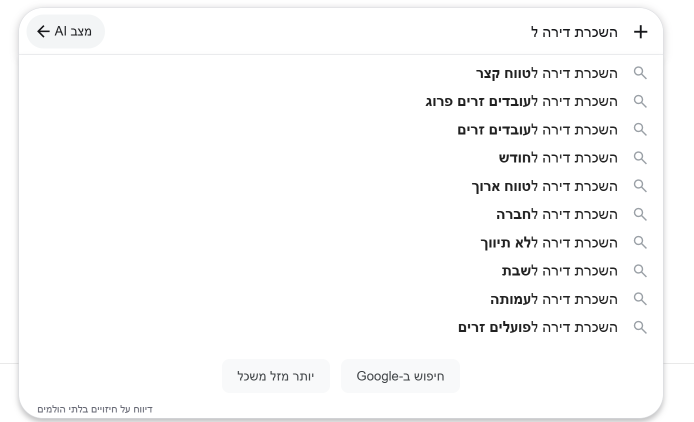 השכרת דירה ל
מצב AI
השכרת דירה לטווח קצר
השכרת דירה לעובדים זרים פרוג
השכרת דירה לעובדים זרים
השכרת דירה לחודש
השכרת דירה לטווח ארוך
השכרת דירה לחברה
השכרת דירה ללא תיווך
השכרת דירה לשבת
השכרת דירה לעמותה
השכרת דירה לפועלים זרים
חיפוש ב-Google
יותר מזל משכל
דיווח על חיזויים בלתי הולמים